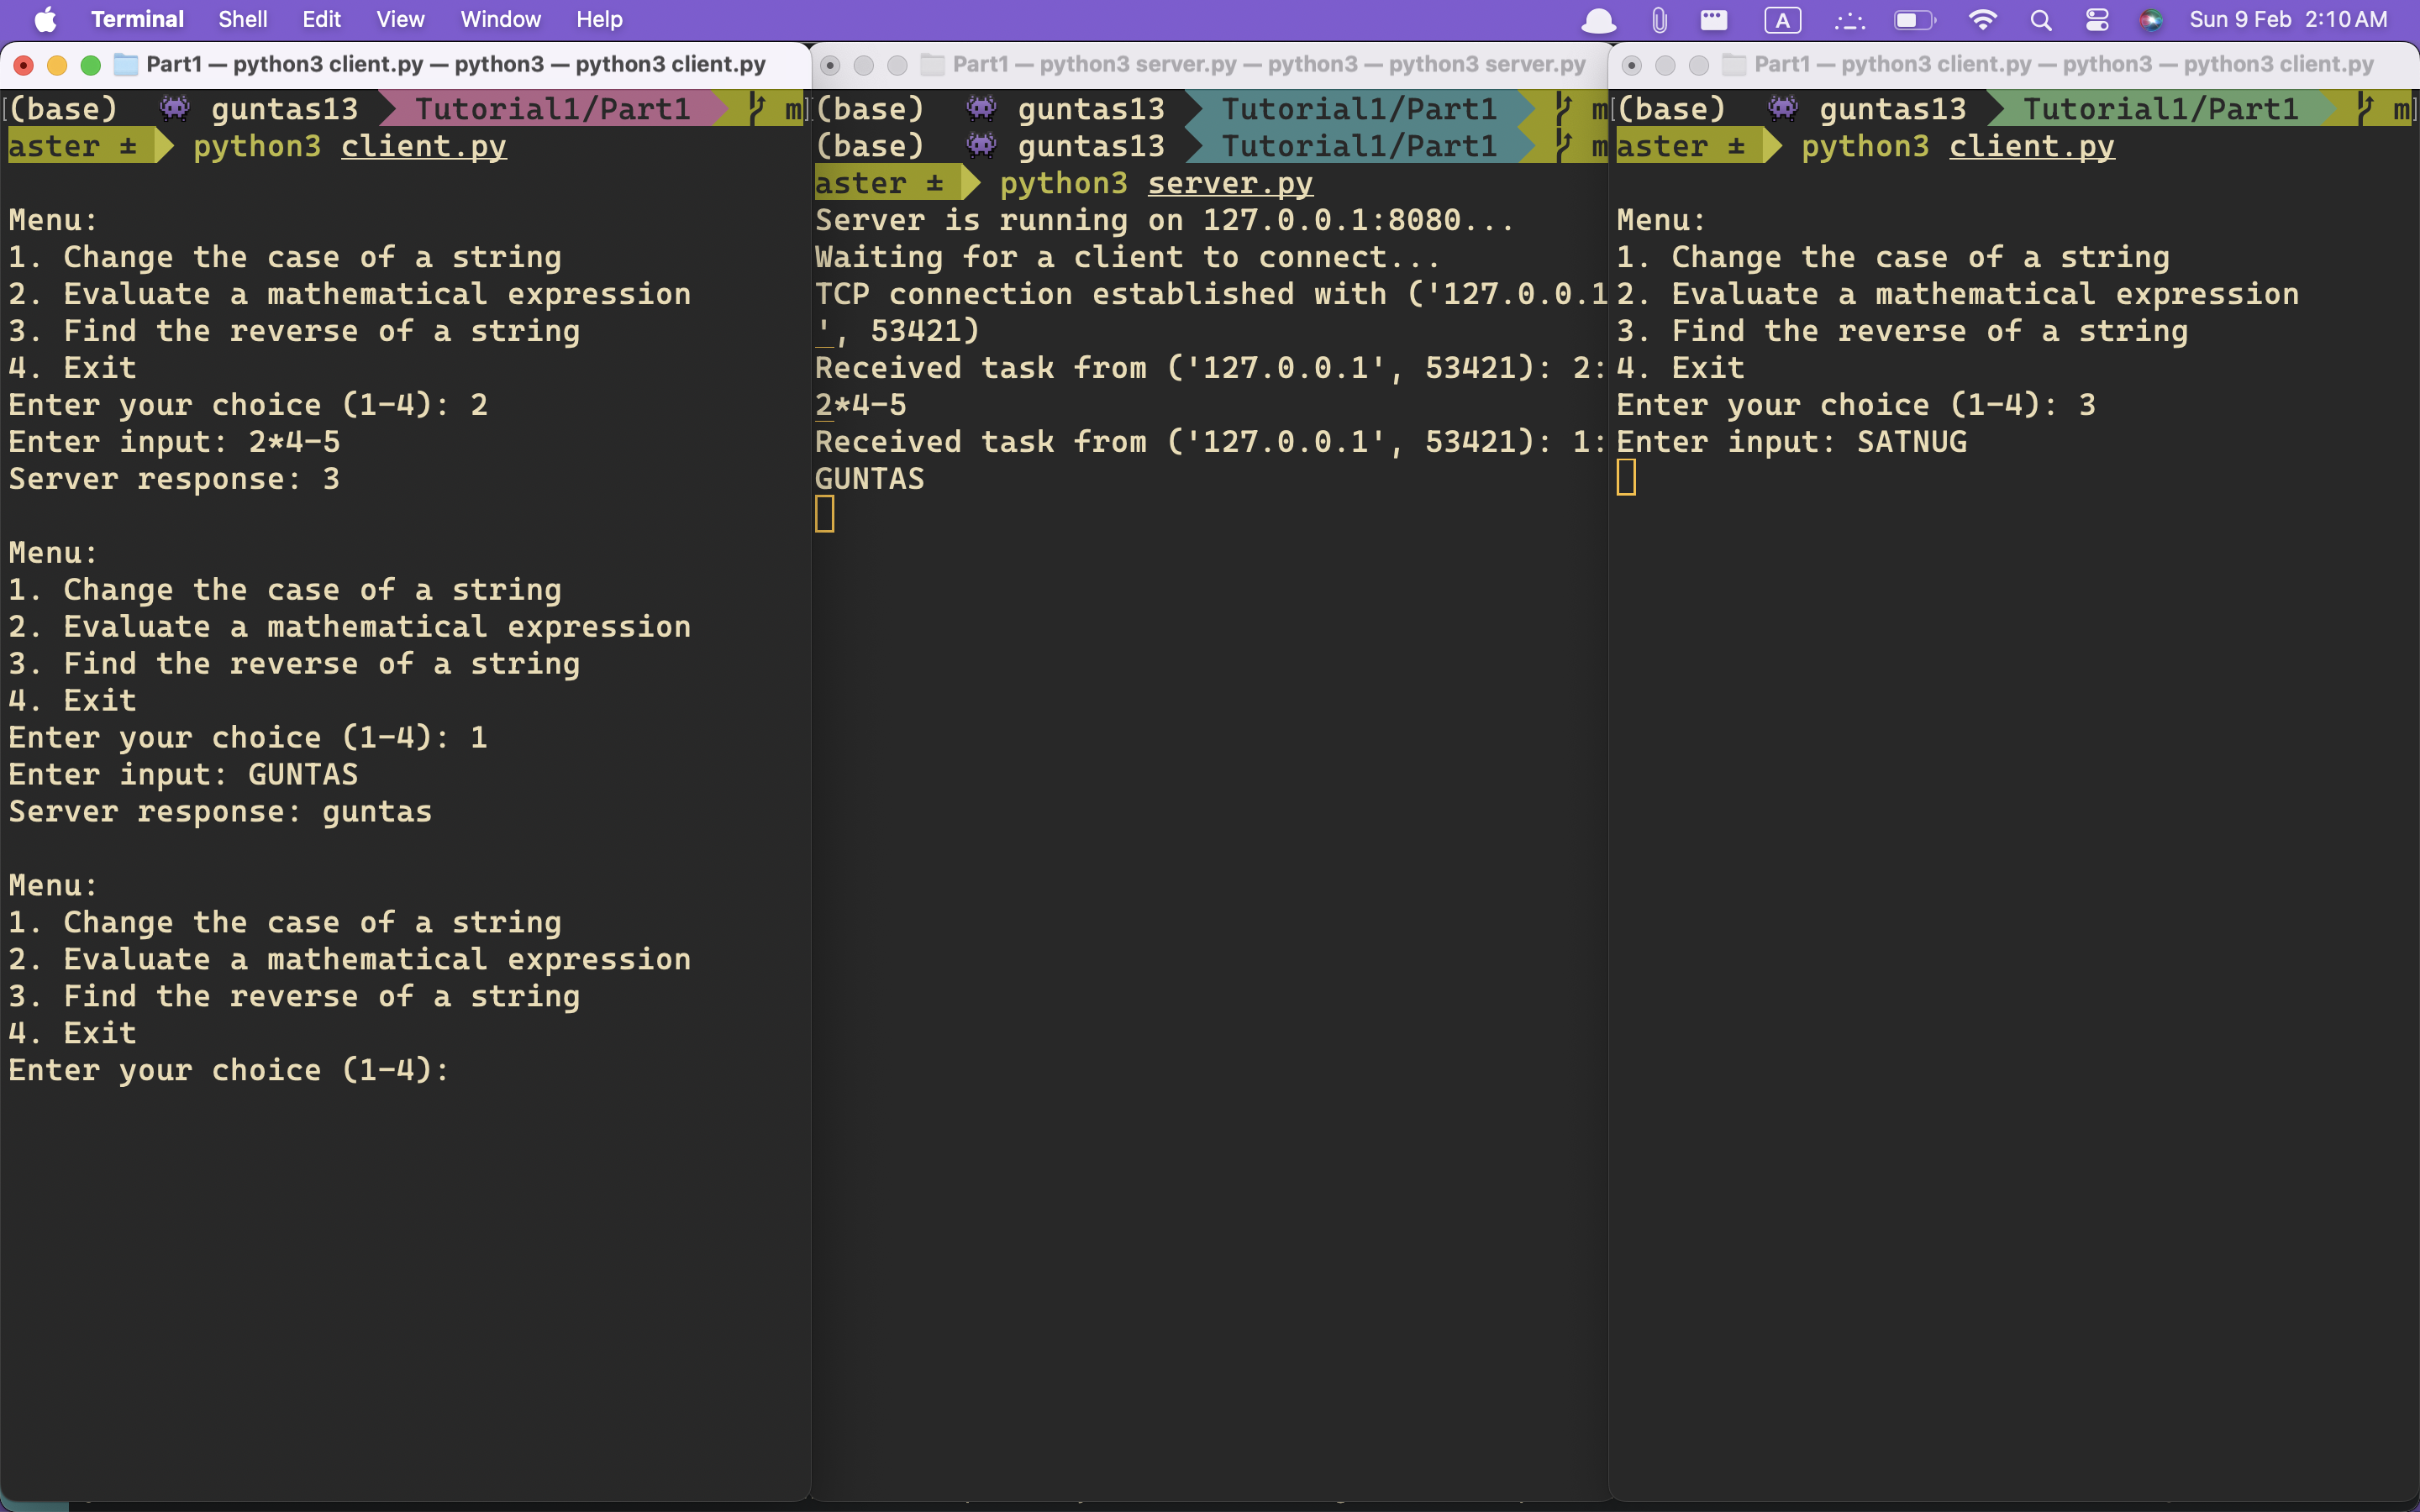 Terminal Shell Edit View Window Help A Sun 9 Feb 2:10 AM
Part1 — python3 client.py — python3 — python3 client.py
(base) guntas13 Tutorial1/Part1 m
aster ± python3 client.py
Menu:
1. Change the case of a string
2. Evaluate a mathematical expression
3. Find the reverse of a string
4. Exit
Enter your choice (1-4): 2
Enter input: 2*4-5
Server response: 3
Menu:
1. Change the case of a string
2. Evaluate a mathematical expression
3. Find the reverse of a string
4. Exit
Enter your choice (1-4): 1
Enter input: GUNTAS
Server response: guntas
Menu:
1. Change the case of a string
2. Evaluate a mathematical expression
3. Find the reverse of a string
4. Exit
Enter your choice (1-4):
Part1 — python3 server.py — python3 — python3 server.py
(base) guntas13 Tutorial1/Part1 m
(base) guntas13 Tutorial1/Part1 m
aster ± python3 server.py
Server is running on 127.0.0.1:8080...
Waiting for a client to connect...
TCP connection established with ('127.0.0.1
', 53421)
Received task from ('127.0.0.1', 53421): 2:
2*4-5
Received task from ('127.0.0.1', 53421): 1:
GUNTAS
Part1 — python3 client.py — python3 — python3 client.py
(base) guntas13 Tutorial1/Part1 m
aster ± python3 client.py
Menu:
1. Change the case of a string
2. Evaluate a mathematical expression
3. Find the reverse of a string
4. Exit
Enter your choice (1-4): 3
Enter input: SATNUG